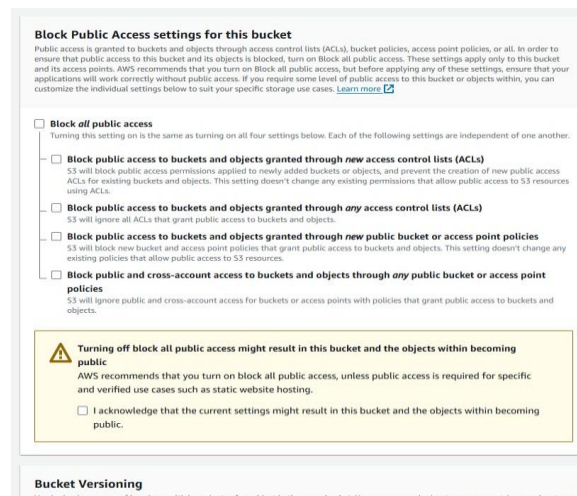 Block Public Access settings for this bucket
Public access is granted to buckets and objects through access control lists (ACLs), bucket policies, access point policies, or all. In order to
ensure that public access to this bucket and its objects is blocked, turn on Block all public access. These settings apply only to this bucket
and its access points. AWS recommends that you turn on Block all public access, but before applying any of these settings, ensure that your
applications will work correctly without public access. If you require some level of public access to this bucket or objects within, you can
customize the individual settings below to suit your specific storage use cases. Learn more
Block all public access
Turning this setting on is the same as turning on all four settings below. Each of the following settings are independent of one another.
Block public access to buckets and objects granted through new access control lists (ACLs)
S3 will block public access permissions applied to newly added buckets or objects, and prevent the creation of new public access
ACLs for existing buckets and objects. This setting doesn't change any existing permissions that allow public access to S3 resources
using ACLs.
Block public access to buckets and objects granted through any access control lists (ACLs)
S3 will ignore all ACLs that grant public access to buckets and objects.
Block public access to buckets and objects granted through new public bucket or access point policies
S3 will block new bucket and access point policies that grant public access to buckets and objects. This setting doesn't change any
existing policies that allow public access to S3 resources.
Block public and cross-account access to buckets and objects through any public bucket or access point
policies
S3 will ignore public and cross-account access for buckets or access points with policies that grant public access to buckets and
objects.
Turning off block all public access might result in this bucket and the objects within becoming
public
AWS recommends that you turn on block all public access, unless public access is required for specific
and verified use cases such as static website hosting.
I acknowledge that the current settings might result in this bucket and the objects within becoming
public.
Bucket Versioning